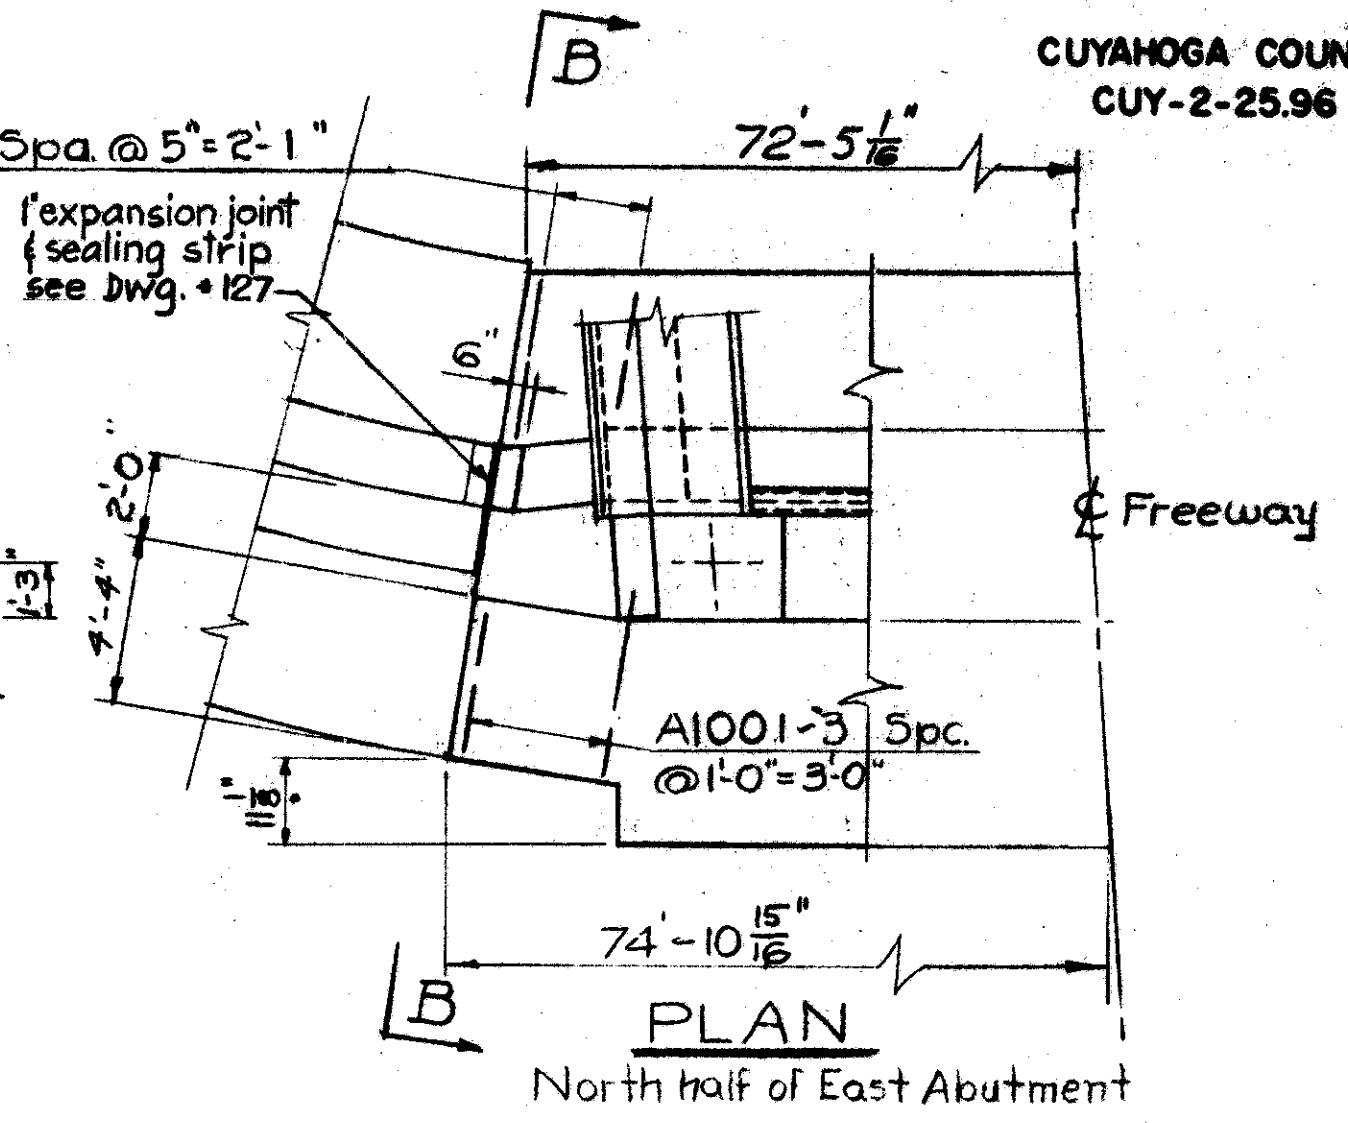 B
CUYAHOGA COUN
CUY-2-25.96
Spa. @ 5"=2'-1"
72'-5 1/16"
1"expansion joint
& sealing strip
see Dwg. # 127
6"
2'-0"
℄ Freeway
1'-3"
4'-4"
A1001-3 Spc.
@1'-0"=3'-0"
74'-10 15/16"
B
PLAN
North half of East Abutment